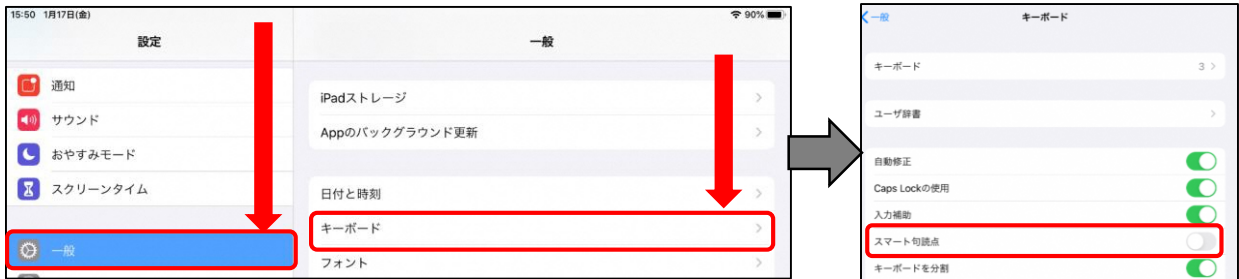 15:50 1月17日(金)
90%
設定
通知
サウンド
おやすみモード
スクリーンタイム
一般
一般
iPadストレージ
Appのバックグラウンド更新
日付と時刻
キーボード
フォント
一般
キーボード
キーボード 3
ユーザ辞書
自動修正
Caps Lockの使用
入力補助
スマート句読点
キーボードを分割